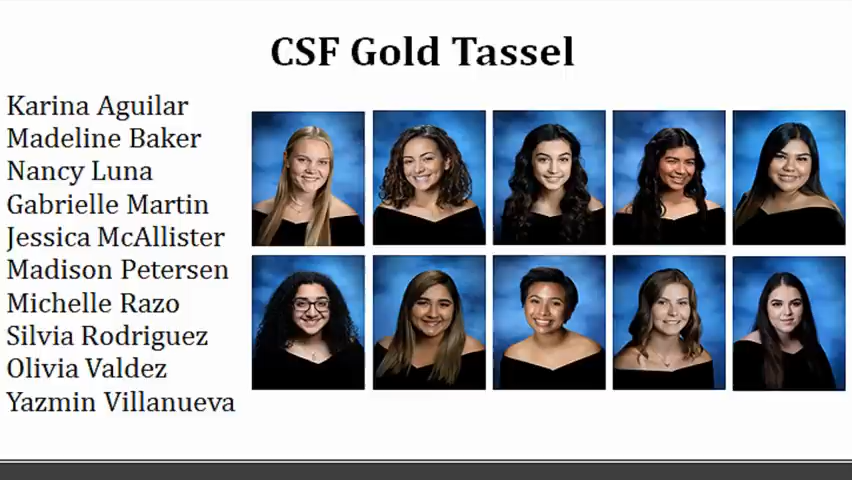 CSF Gold Tassel
Karina Aguilar
Madeline Baker
Nancy Luna
Gabrielle Martin
Jessica McAllister
Madison Petersen
Michelle Razo
Silvia Rodriguez
Olivia Valdez
Yazmin Villanueva